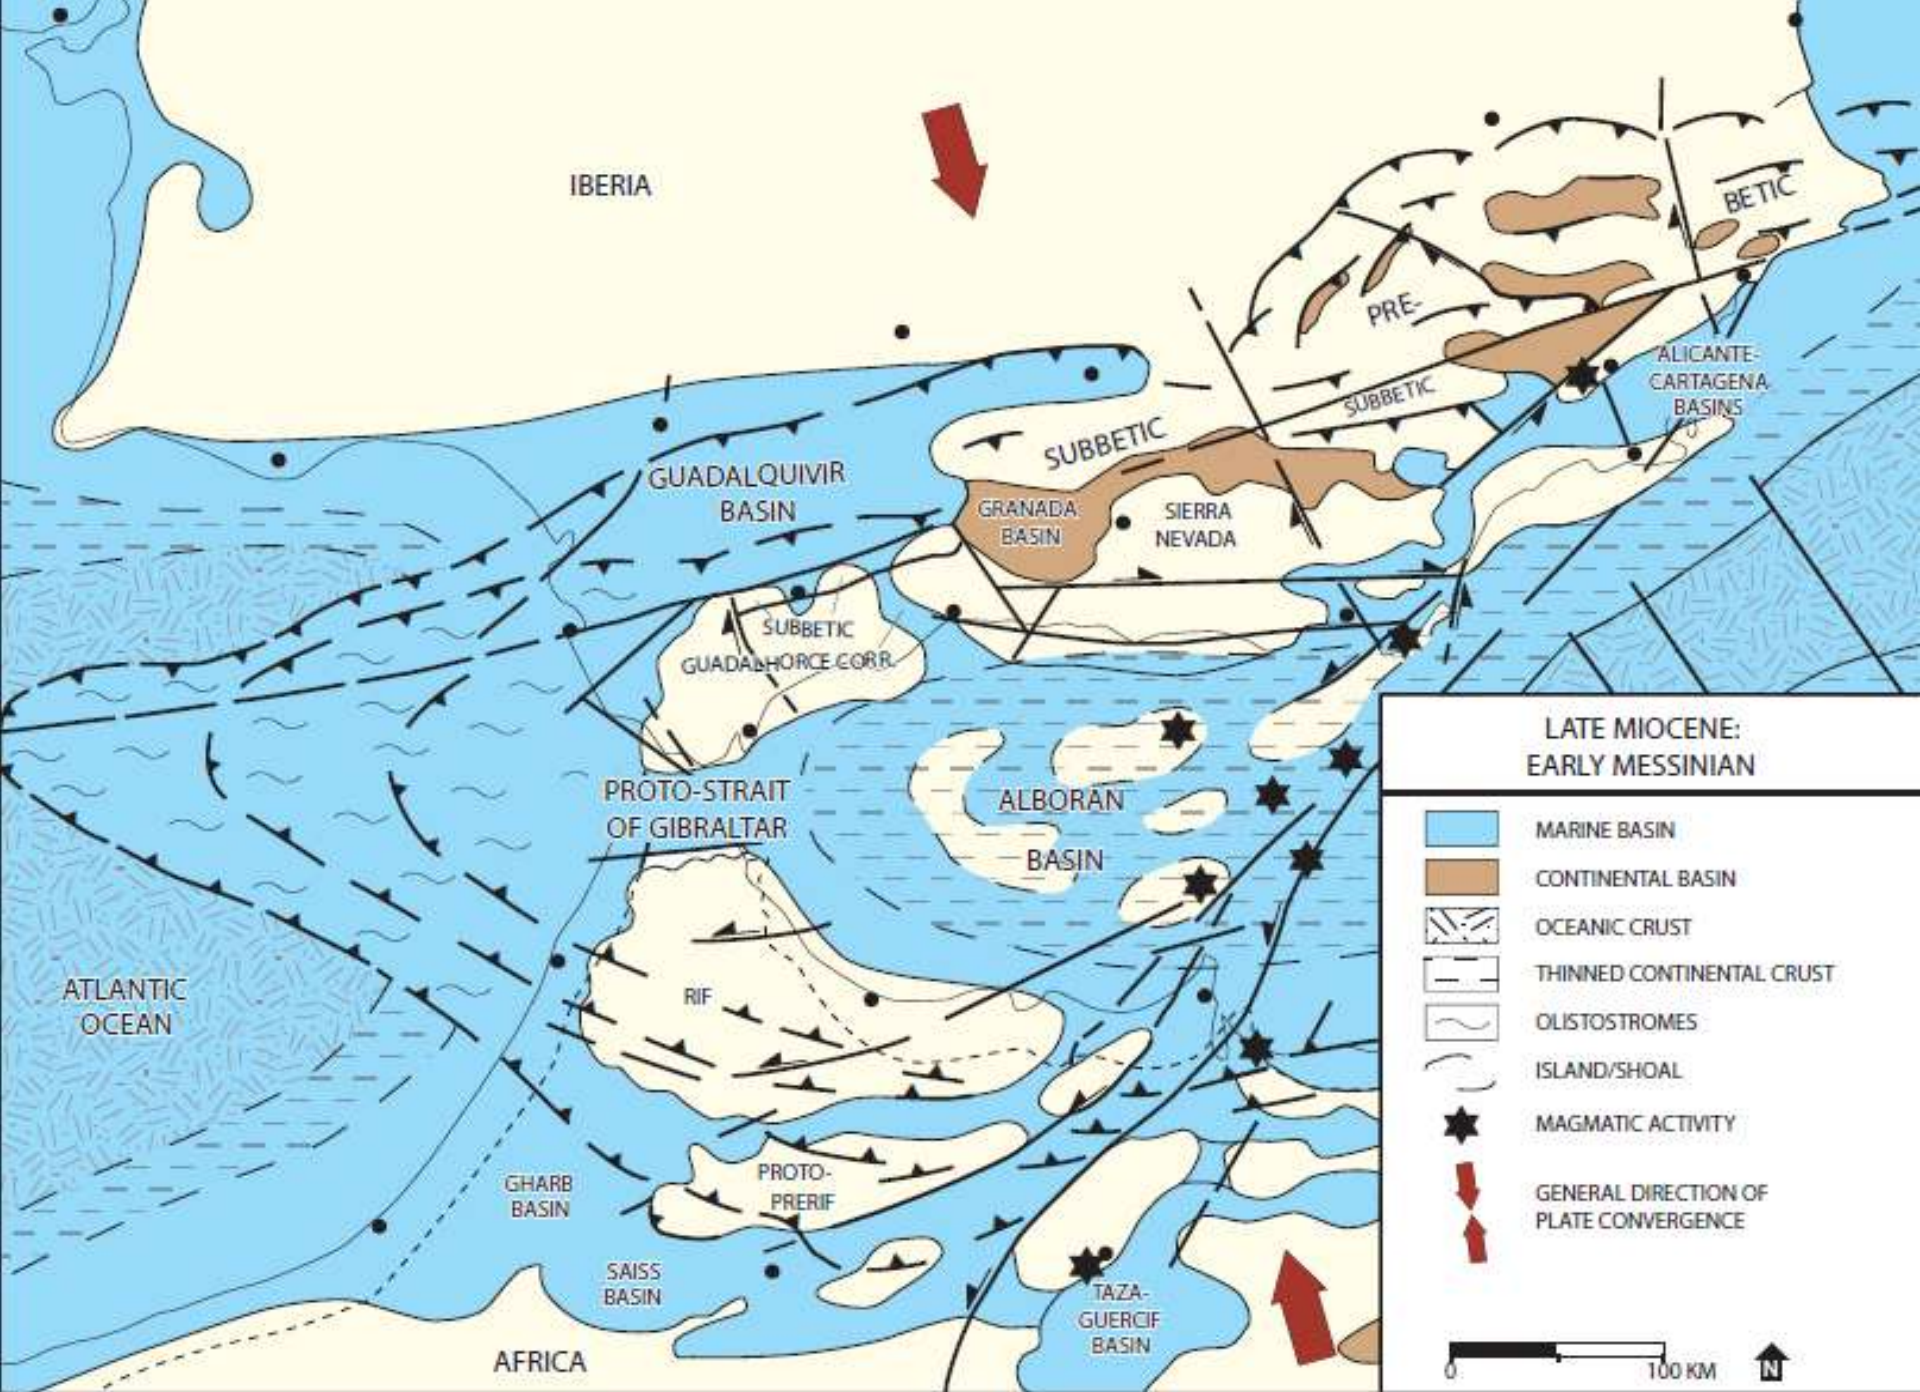 IBERIA
BETIC
PRE-
ALICANTE-
CARTAGENA
BASINS
SUBBETIC
SUBBETIC
GUADALQUIVIR
BASIN
GRANADA
BASIN
SIERRA
NEVADA
SUBBETIC
GUADALHORCE CORR.
PROTO-STRAIT
OF GIBRALTAR
ALBORAN
BASIN
ATLANTIC
OCEAN
RIF
PROTO-
PRERIF
GHARB
BASIN
SAISS
BASIN
TAZA-
GUERCIF
BASIN
AFRICA
LATE MIOCENE:
EARLY MESSINIAN
MARINE BASIN
CONTINENTAL BASIN
OCEANIC CRUST
THINNED CONTINENTAL CRUST
OLISTOSTROMES
ISLAND/SHOAL
MAGMATIC ACTIVITY
GENERAL DIRECTION OF
PLATE CONVERGENCE
0 100 KM N